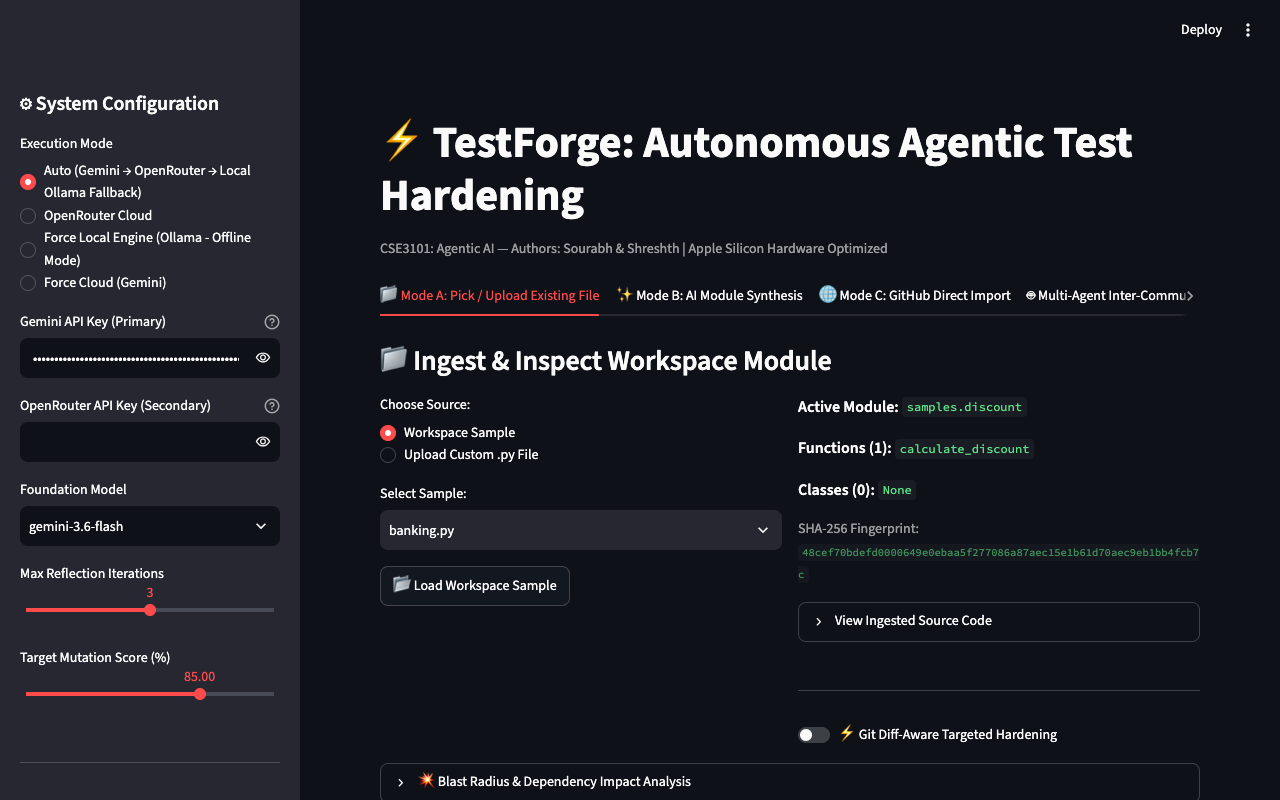 Deploy
⚙ System Configuration
Execution Mode
Auto (Gemini → OpenRouter → Local
Ollama Fallback)
OpenRouter Cloud
Force Local Engine (Ollama - Offline
Mode)
Force Cloud (Gemini)
Gemini API Key (Primary)
••••••••••••••••••••••••••••••••••••••••••••••••••••
OpenRouter API Key (Secondary)
Foundation Model
gemini-3.6-flash
Max Reflection Iterations
3
Target Mutation Score (%)
85.00
⚡ TestForge: Autonomous Agentic Test
Hardening
CSE3101: Agentic AI — Authors: Sourabh & Shreshth | Apple Silicon Hardware Optimized
📁 Mode A: Pick / Upload Existing File ✨ Mode B: AI Module Synthesis 🌐 Mode C: GitHub Direct Import Multi-Agent Inter-Commu
📁 Ingest & Inspect Workspace Module
Choose Source:
Workspace Sample
Upload Custom .py File
Select Sample:
banking.py
📁 Load Workspace Sample
Active Module: samples.discount
Functions (1): calculate_discount
Classes (0): None
SHA-256 Fingerprint:
48cef70bdefd0000649e0ebaa5f277086a87aec15e1b61d70aec9eb1bb4fcb7
c
View Ingested Source Code
⚡ Git Diff-Aware Targeted Hardening
💥 Blast Radius & Dependency Impact Analysis